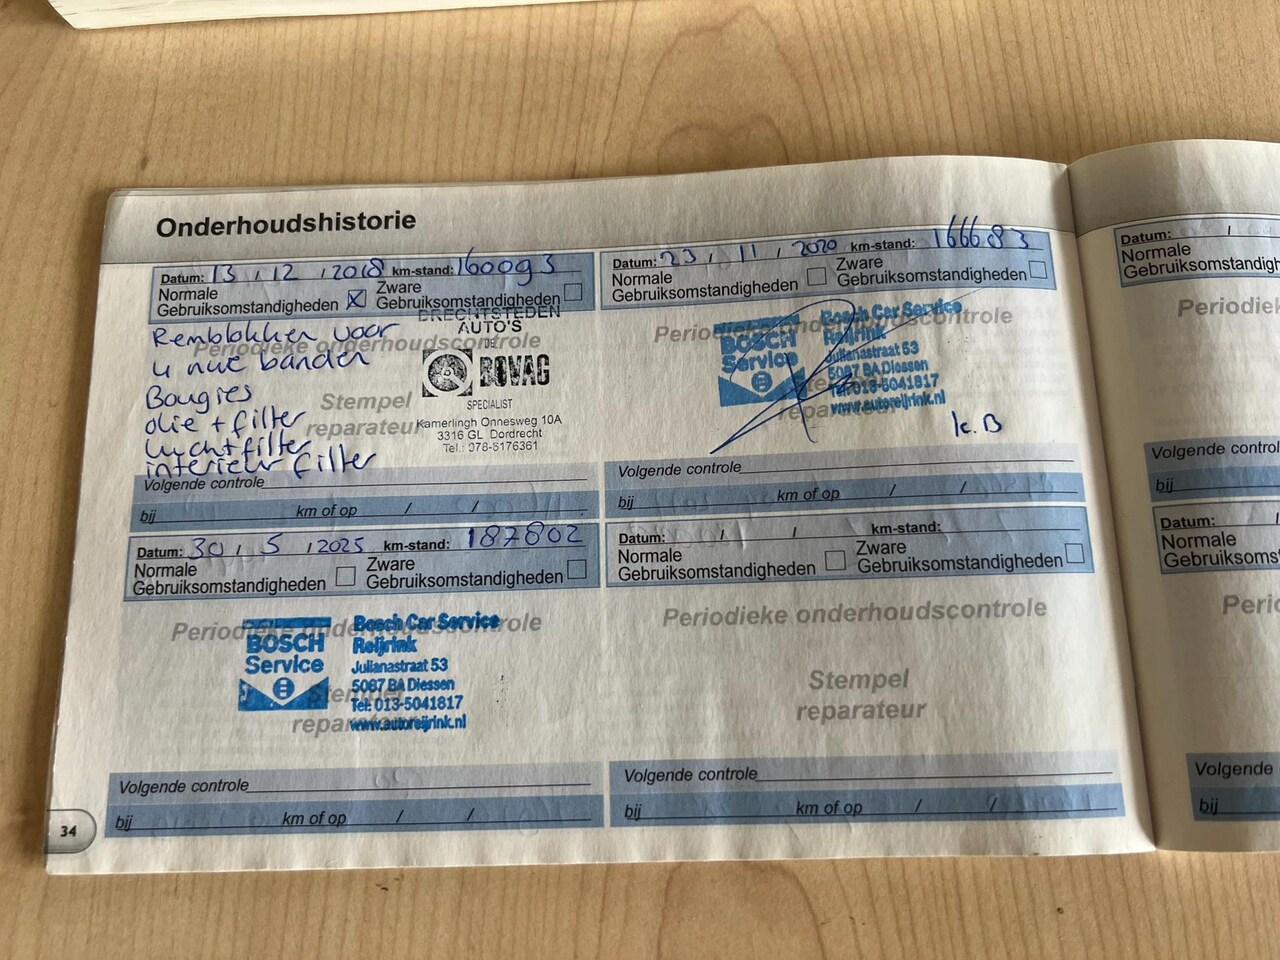 Onderhoudshistorie
Datum: 13 / 12 / 2018 km-stand: 160093
Normale Gebruiksomstandigheden X Zware Gebruiksomstandigheden
Periodieke onderhoudscontrole
Stempel reparateur
Remblokken voor
4 nwe banden
Bougies
olie + filter
luchtfilter
interieur filter
DRECHTSTEDEN
AUTO'S
DE
BOVAG
SPECIALIST
Kamerlingh Onnesweg 10A
3316 GL Dordrecht
Tel.: 078-6176361
Volgende controle
bij km of op / /
Datum: 23 / 11 / 2020 km-stand: 166683
Normale Gebruiksomstandigheden Zware Gebruiksomstandigheden
Periodieke onderhoudscontrole
Stempel reparateur
BOSCH
Service
Bosch Car Service
Reijrink
Julianastraat 53
5087 BA Diessen
Tel: 013-5041817
www.autoreijrink.nl
k.B
Volgende controle
bij km of op / /
Datum: 30 / 5 / 2025 km-stand: 187802
Normale Gebruiksomstandigheden Zware Gebruiksomstandigheden
Periodieke onderhoudscontrole
Stempel reparateur
BOSCH
Service
Bosch Car Service
Reijrink
Julianastraat 53
5087 BA Diessen
Tel: 013-5041817
www.autoreijrink.nl
Volgende controle
bij km of op / /
Datum: / / km-stand:
Normale Gebruiksomstandigheden Zware Gebruiksomstandigheden
Periodieke onderhoudscontrole
Stempel
reparateur
Volgende controle
bij km of op / /
34
Datum: /
Normale
Gebruiksomstandigh
Periodiek
Volgende control
bij
Datum: /
Normale
Gebruiksoms
Perio
Volgende
bij